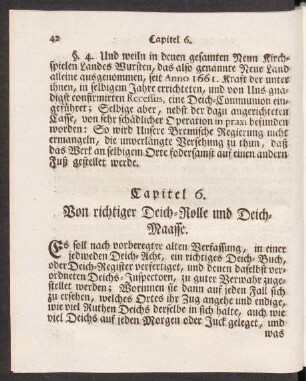 42 Capitel 6.
§. 4. Und weiln in denen gesamten Neun Kirch-
spielen Landes Wursten, das also genannte Neue Land
alleine ausgenommen, seit Anno 1661. Kraft der unter
ihnen, in selbigem Jahre errichteten, und von Uns gnä-
digst confirmirten Recessus, eine Deich-Communion ein-
geführet; Selbige aber, nebst der dazu angerichteten
Casse, von sehr schädlicher Operation in praxi befunden
worden: So wird Unsere Bremische Regierung nicht
ermangeln, die unverlängte Versehung zu thun, daß
das Werk an selbigem Orte fodersamst auf einen andern
Fuß gestellet werde.
Capitel 6.
Von richtiger Deich-Rolle und Deich-
Maasse.
Es soll nach vorberegter alten Verfassung, in einer
jedweden Deich-Acht, ein richtiges Deich-Buch,
oder Deich-Register verfertiget, und denen daselbst ver-
ordneten Deichs-Inspectorn, zu guter Verwahr zuge-
stellet werden; Worinnen sie dann auf jeden Fall sich
zu ersehen, welches Ortes ihr Zug angehe und endige,
wie viel Ruthen Deichs derselbe in sich halte, auch wie
viel Deichs auf jeden Morgen oder Juck geleget, und
was